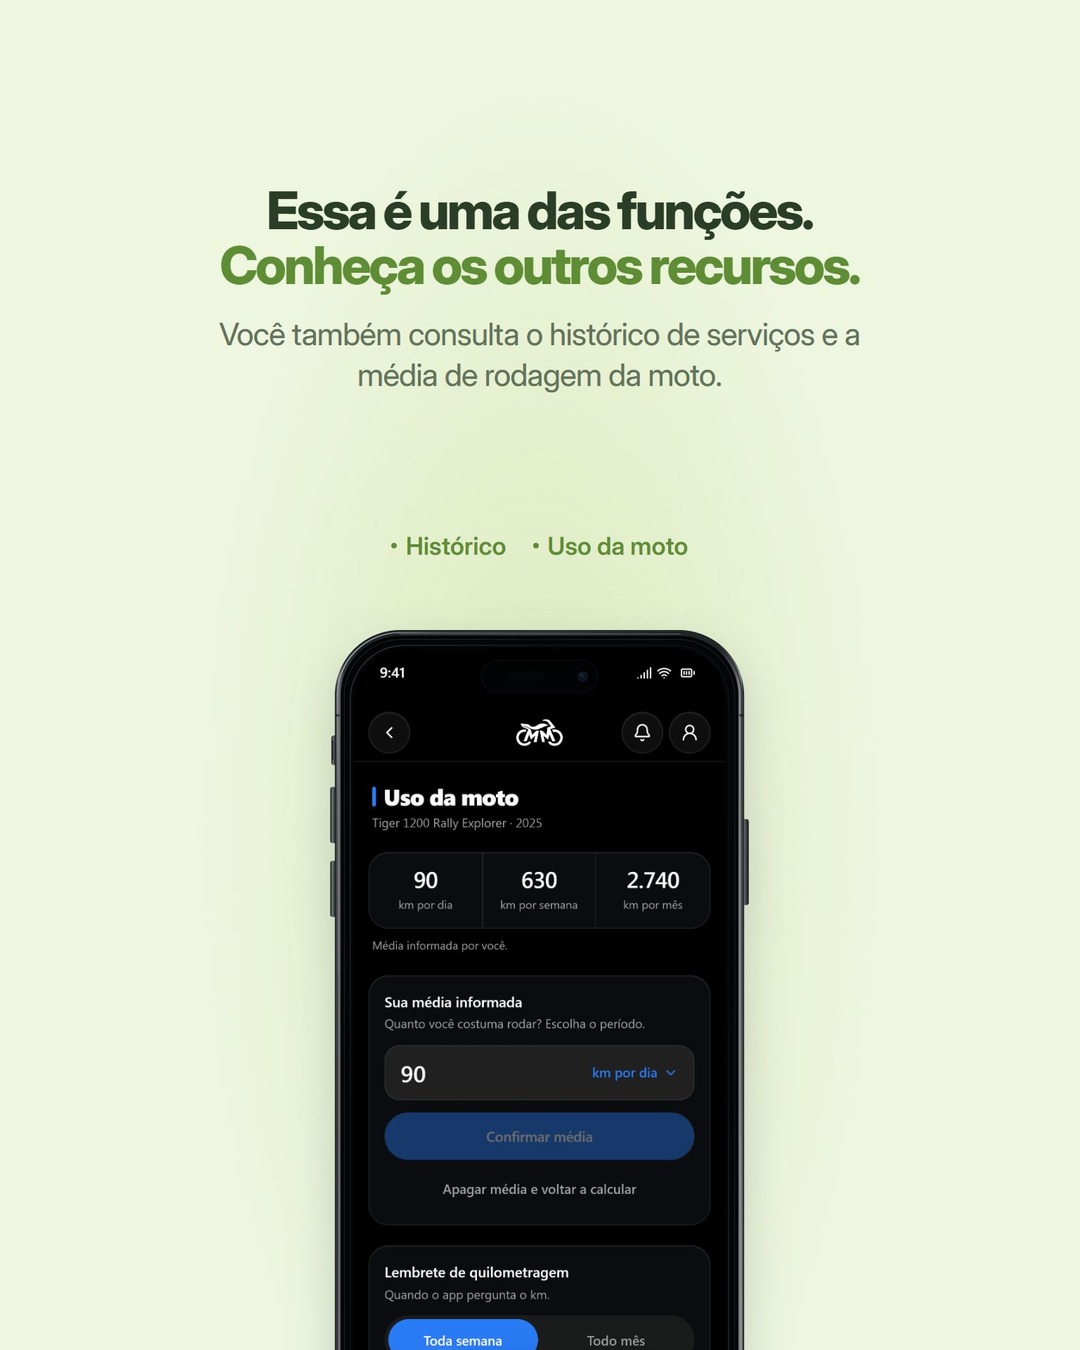 Essa é uma das funções.
Conheça os outros recursos.
Você também consulta o histórico de serviços e a
média de rodagem da moto.
• Histórico • Uso da moto
9:41
MM
Uso da moto
Tiger 1200 Rally Explorer · 2025
90 630 2.740
km por dia km por semana km por mês
Média informada por você.
Sua média informada
Quanto você costuma rodar? Escolha o período.
90 km por dia
Confirmar média
Apagar média e voltar a calcular
Lembrete de quilometragem
Quando o app pergunta o km.
Toda semana Todo mês